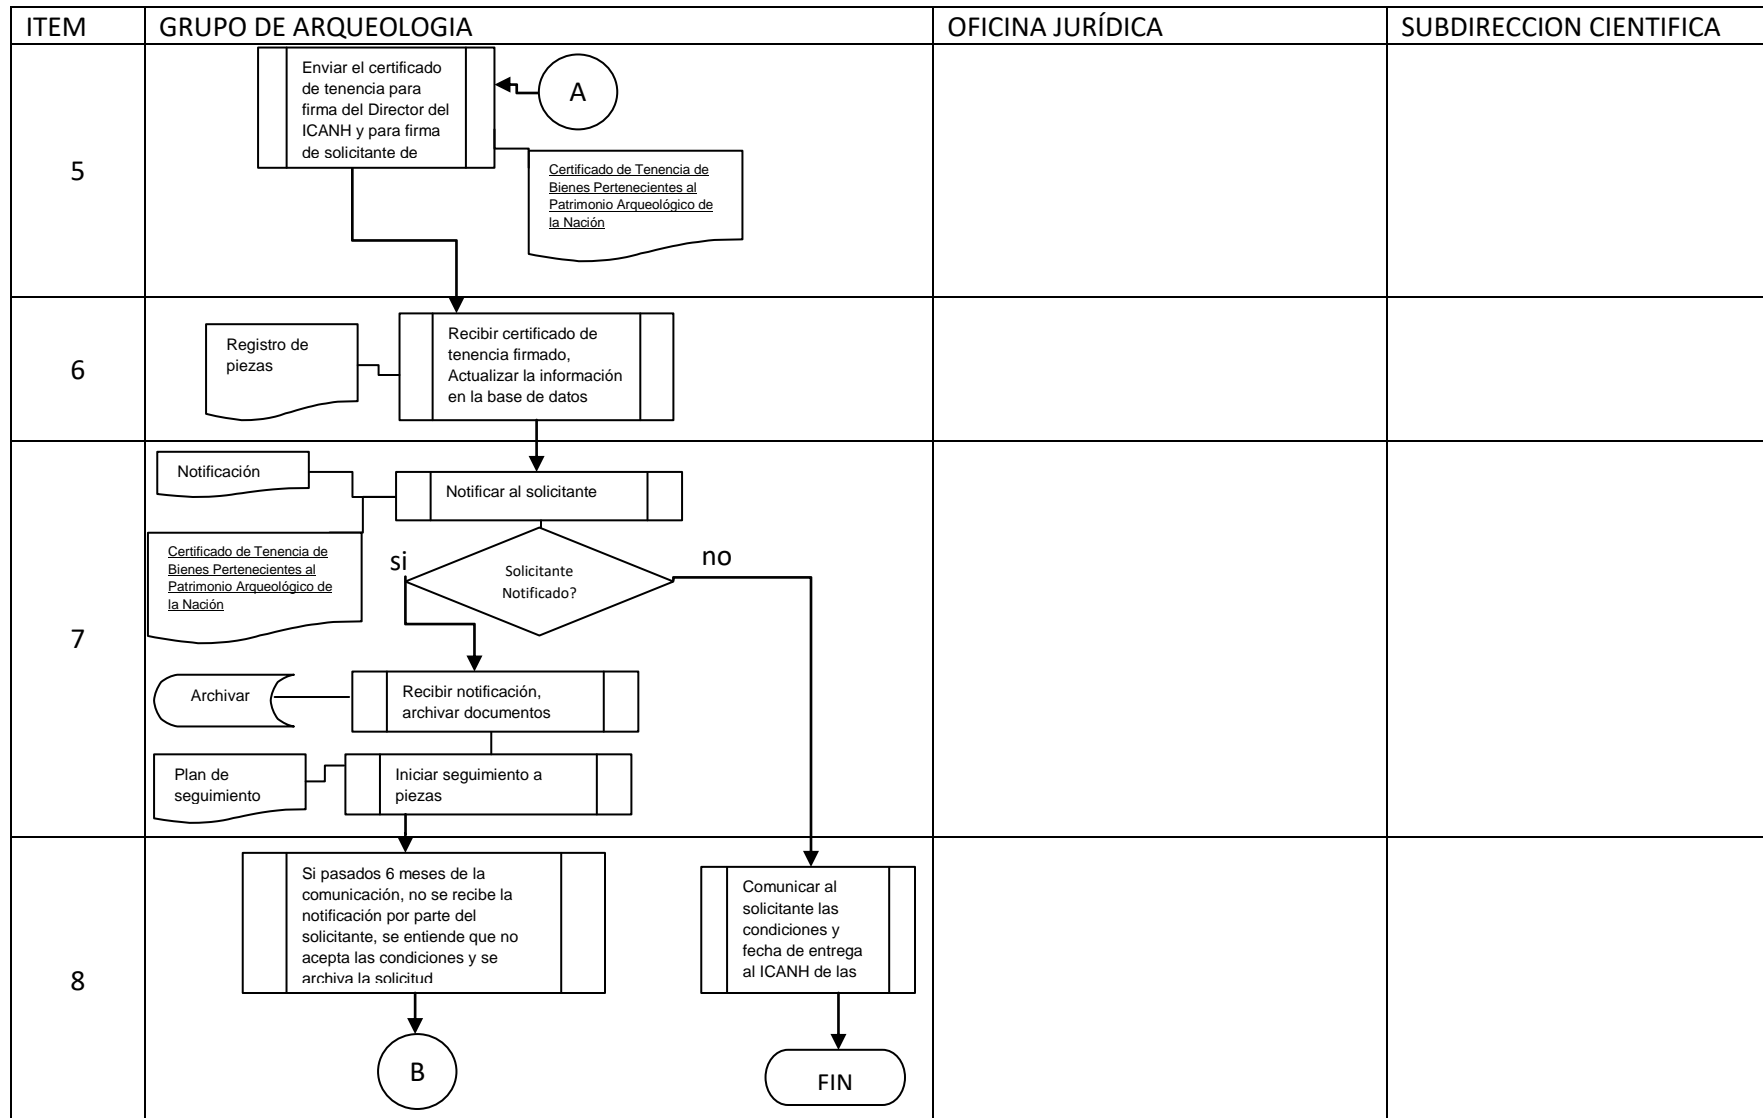 ITEM
GRUPO DE ARQUEOLOGIA
OFICINA JURÍDICA
SUBDIRECCION CIENTIFICA
5
Enviar el certificado
de tenencia para
firma del Director del
ICANH y para firma
de solicitante de
A
Certificado de Tenencia de
Bienes Pertenecientes al
Patrimonio Arqueológico de
la Nación
6
Registro de
piezas
Recibir certificado de
tenencia firmado,
Actualizar la información
en la base de datos
7
Notificación
Notificar al solicitante
Certificado de Tenencia de
Bienes Pertenecientes al
Patrimonio Arqueológico de
la Nación
si
Solicitante
Notificado?
no
Archivar
Recibir notificación,
archivar documentos
Plan de
seguimiento
Iniciar seguimiento a
piezas
8
Si pasados 6 meses de la
comunicación, no se recibe la
notificación por parte del
solicitante, se entiende que no
acepta las condiciones y se
archiva la solicitud
Comunicar al
solicitante las
condiciones y
fecha de entrega
al ICANH de las
B
FIN